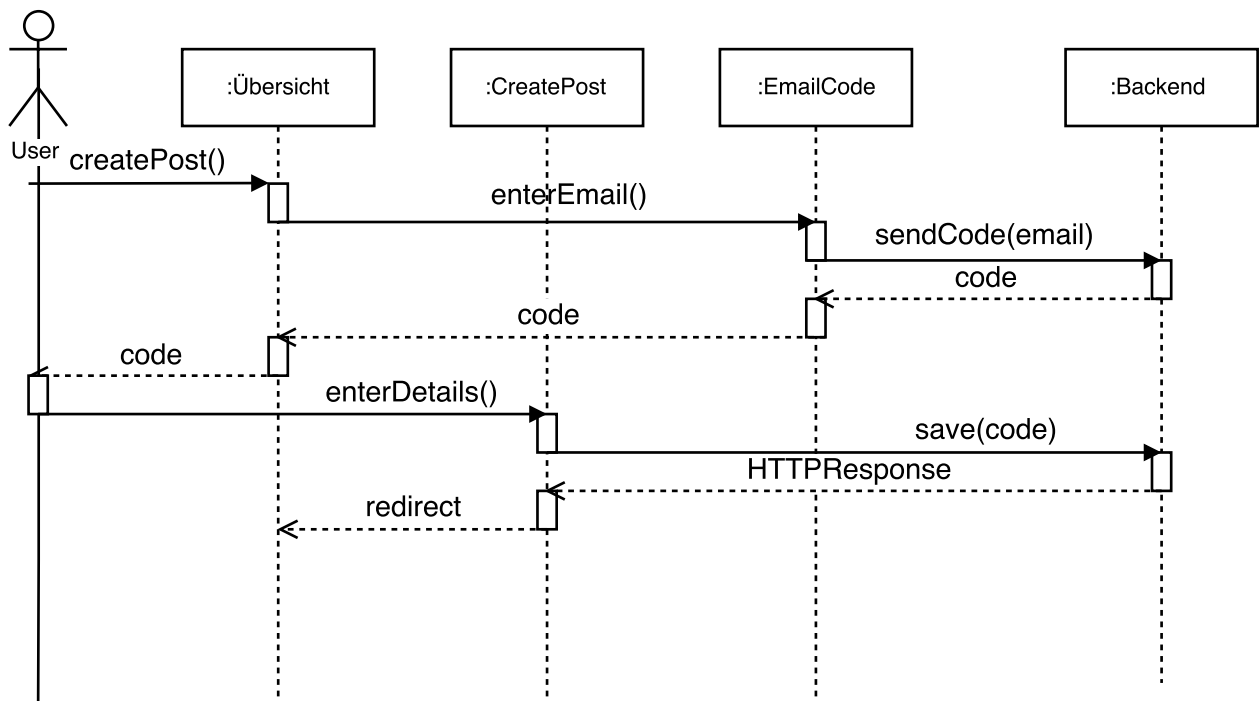 :Übersicht
:CreatePost
:EmailCode
:Backend
User
createPost()
enterEmail()
sendCode(email)
code
code
code
enterDetails()
save(code)
HTTPResponse
redirect